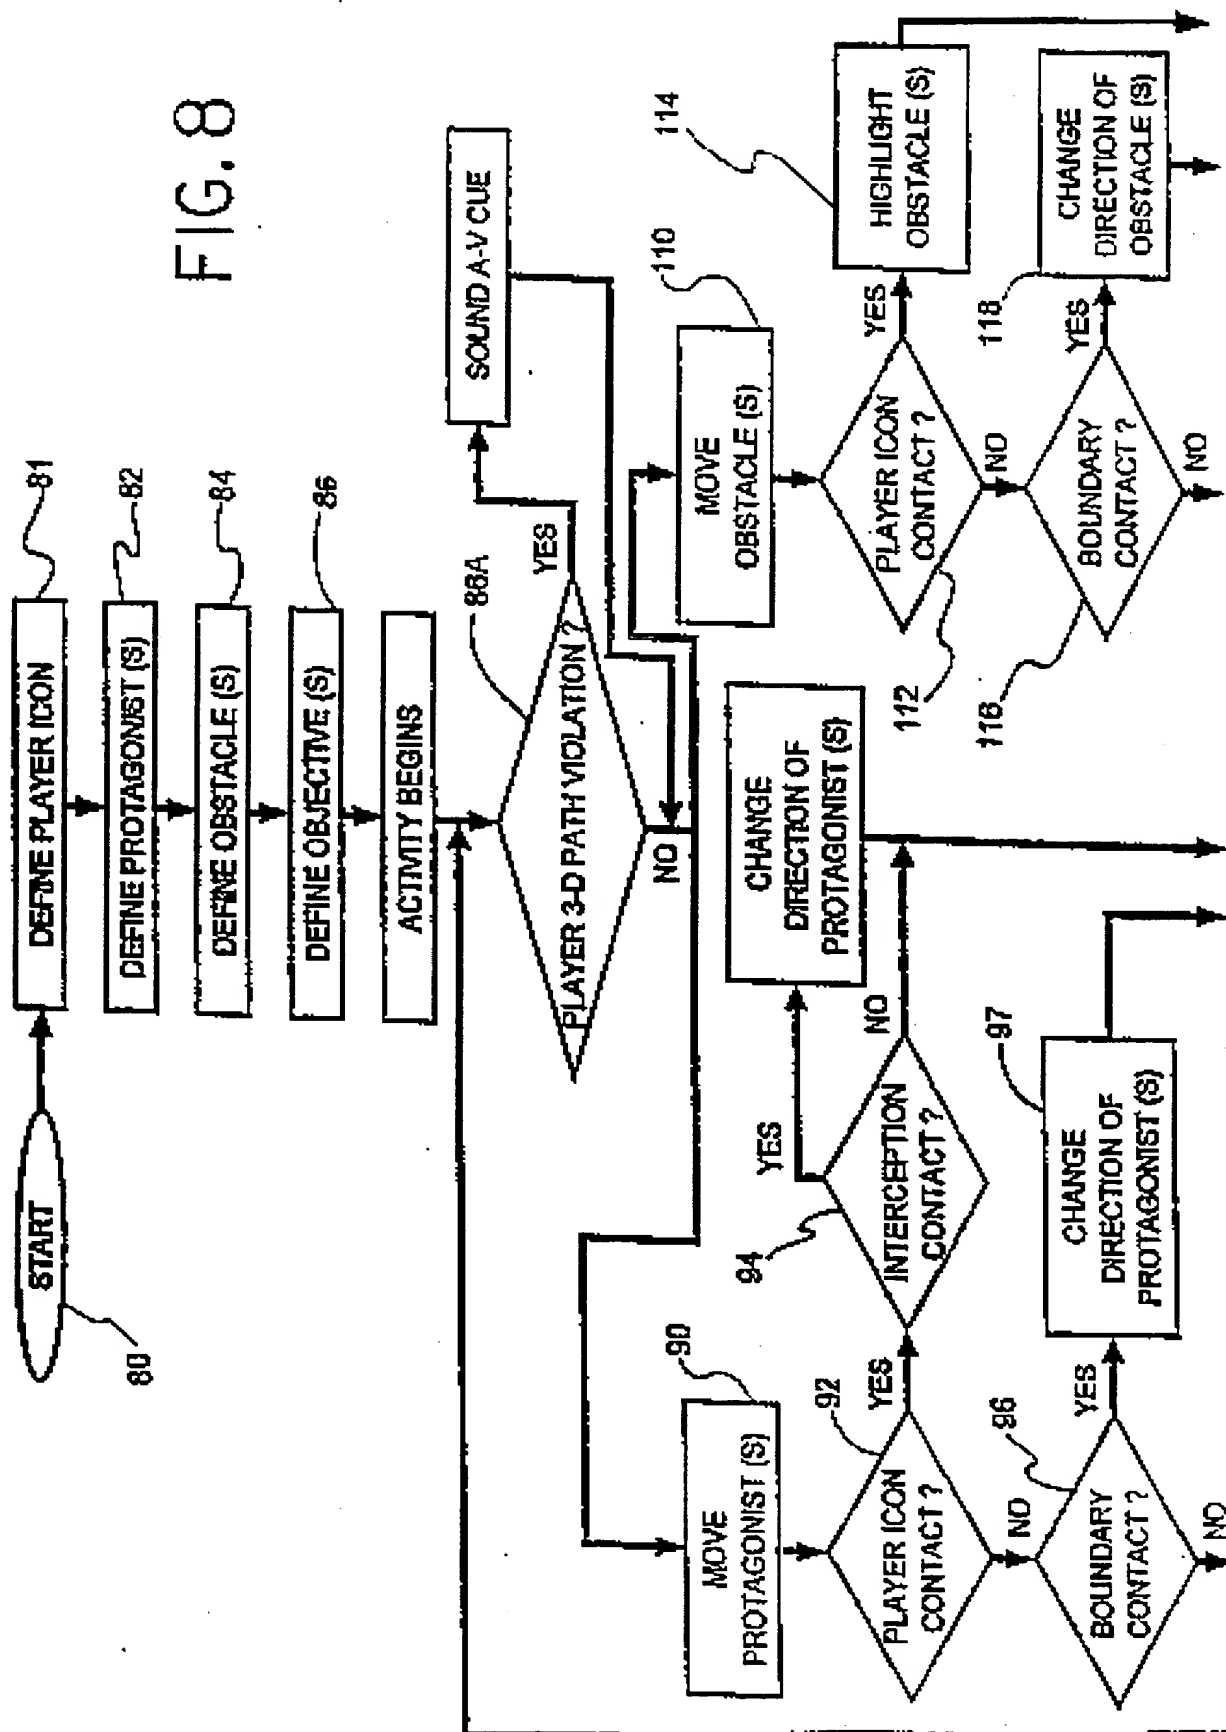 FIG. 8
START
80
DEFINE PLAYER ICON
81
DEFINE PROTAGONIST (S)
82
DEFINE OBSTACLE (S)
84
DEFINE OBJECTIVE (S)
86
ACTIVITY BEGINS
PLAYER 3-D PATH VIOLATION ?
86A
YES
SOUND A-V CUE
NO
MOVE
PROTAGONIST (S)
90
PLAYER ICON
CONTACT ?
92
YES
NO
INTERCEPTION
CONTACT ?
94
YES
NO
CHANGE
DIRECTION OF
PROTAGONIST (S)
BOUNDARY
CONTACT ?
96
YES
NO
CHANGE
DIRECTION OF
PROTAGONIST (S)
97
MOVE
OBSTACLE (S)
110
PLAYER ICON
CONTACT ?
112
YES
NO
HIGHLIGHT
OBSTACLE (S)
114
BOUNDARY
CONTACT ?
116
YES
NO
CHANGE
DIRECTION OF
OBSTACLE (S)
118